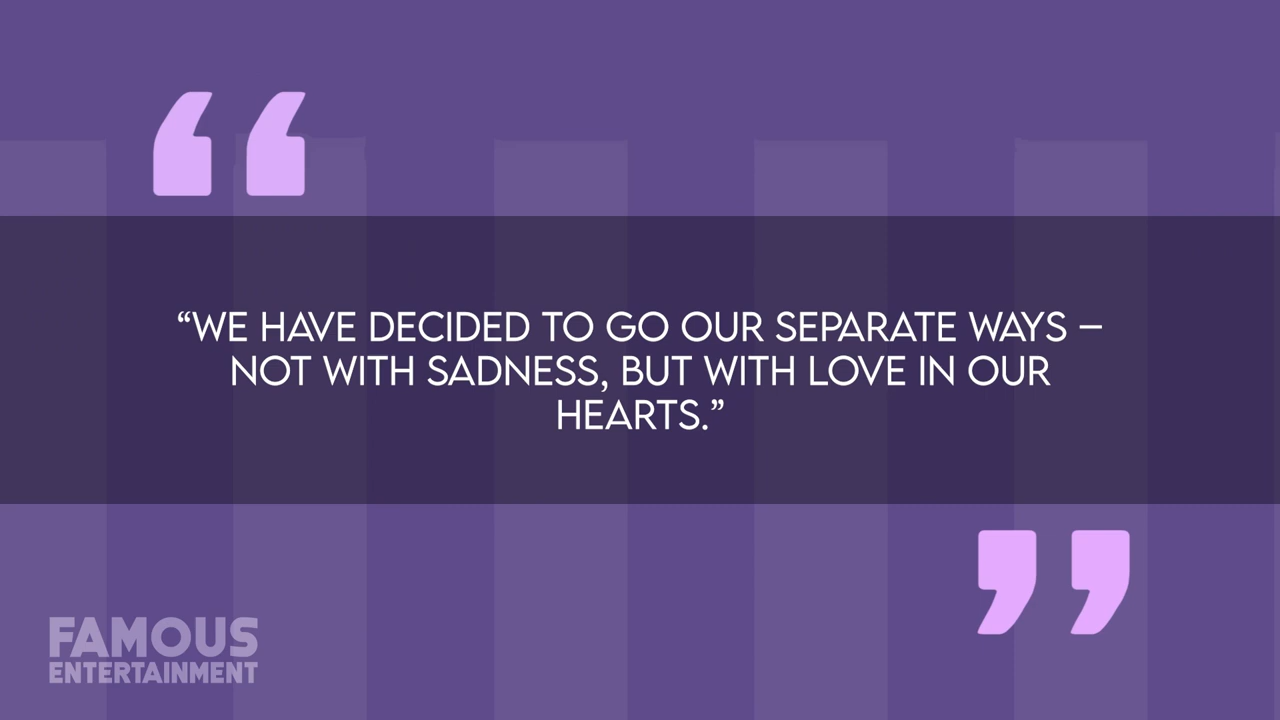 “WE HAVE DECIDED TO GO OUR SEPARATE WAYS –
NOT WITH SADNESS, BUT WITH LOVE IN OUR
HEARTS.”
FAMOUS
ENTERTAINMENT